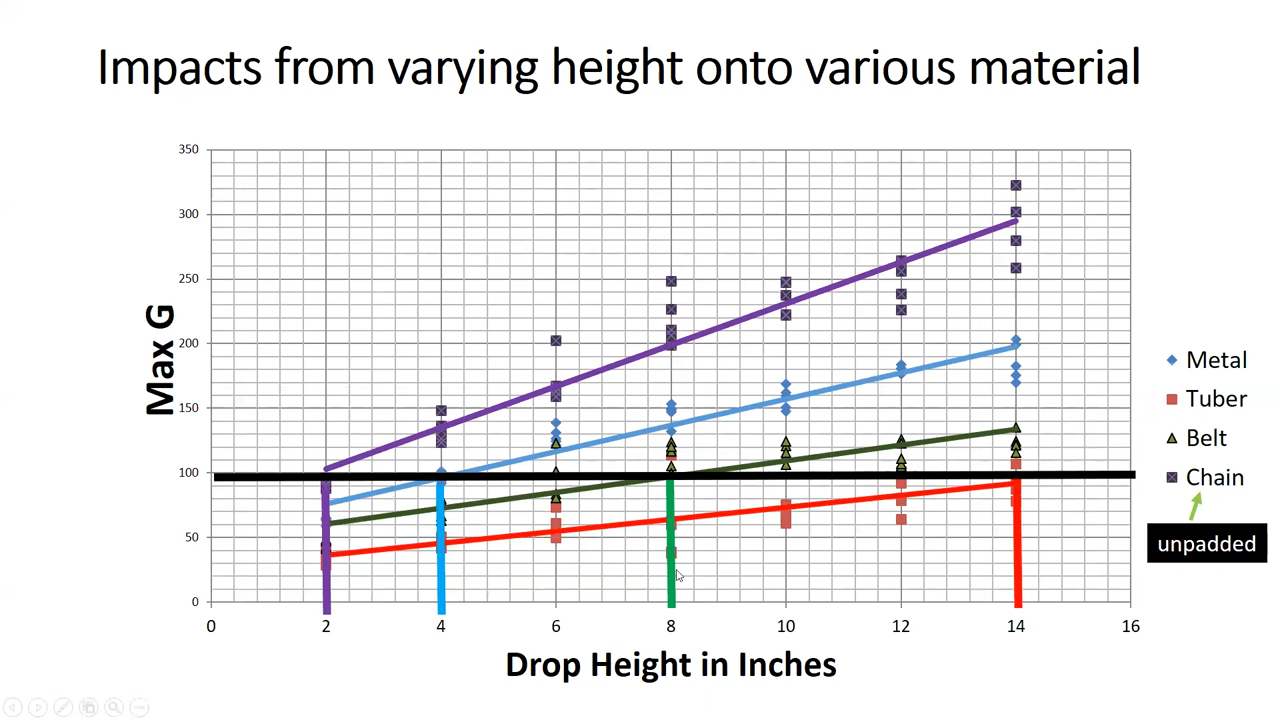 Impacts from varying height onto various material
350
300
250
200
150
100
50
0
Max G
0 2 4 6 8 10 12 14 16
Drop Height in Inches
Metal
Tuber
Belt
Chain
unpadded